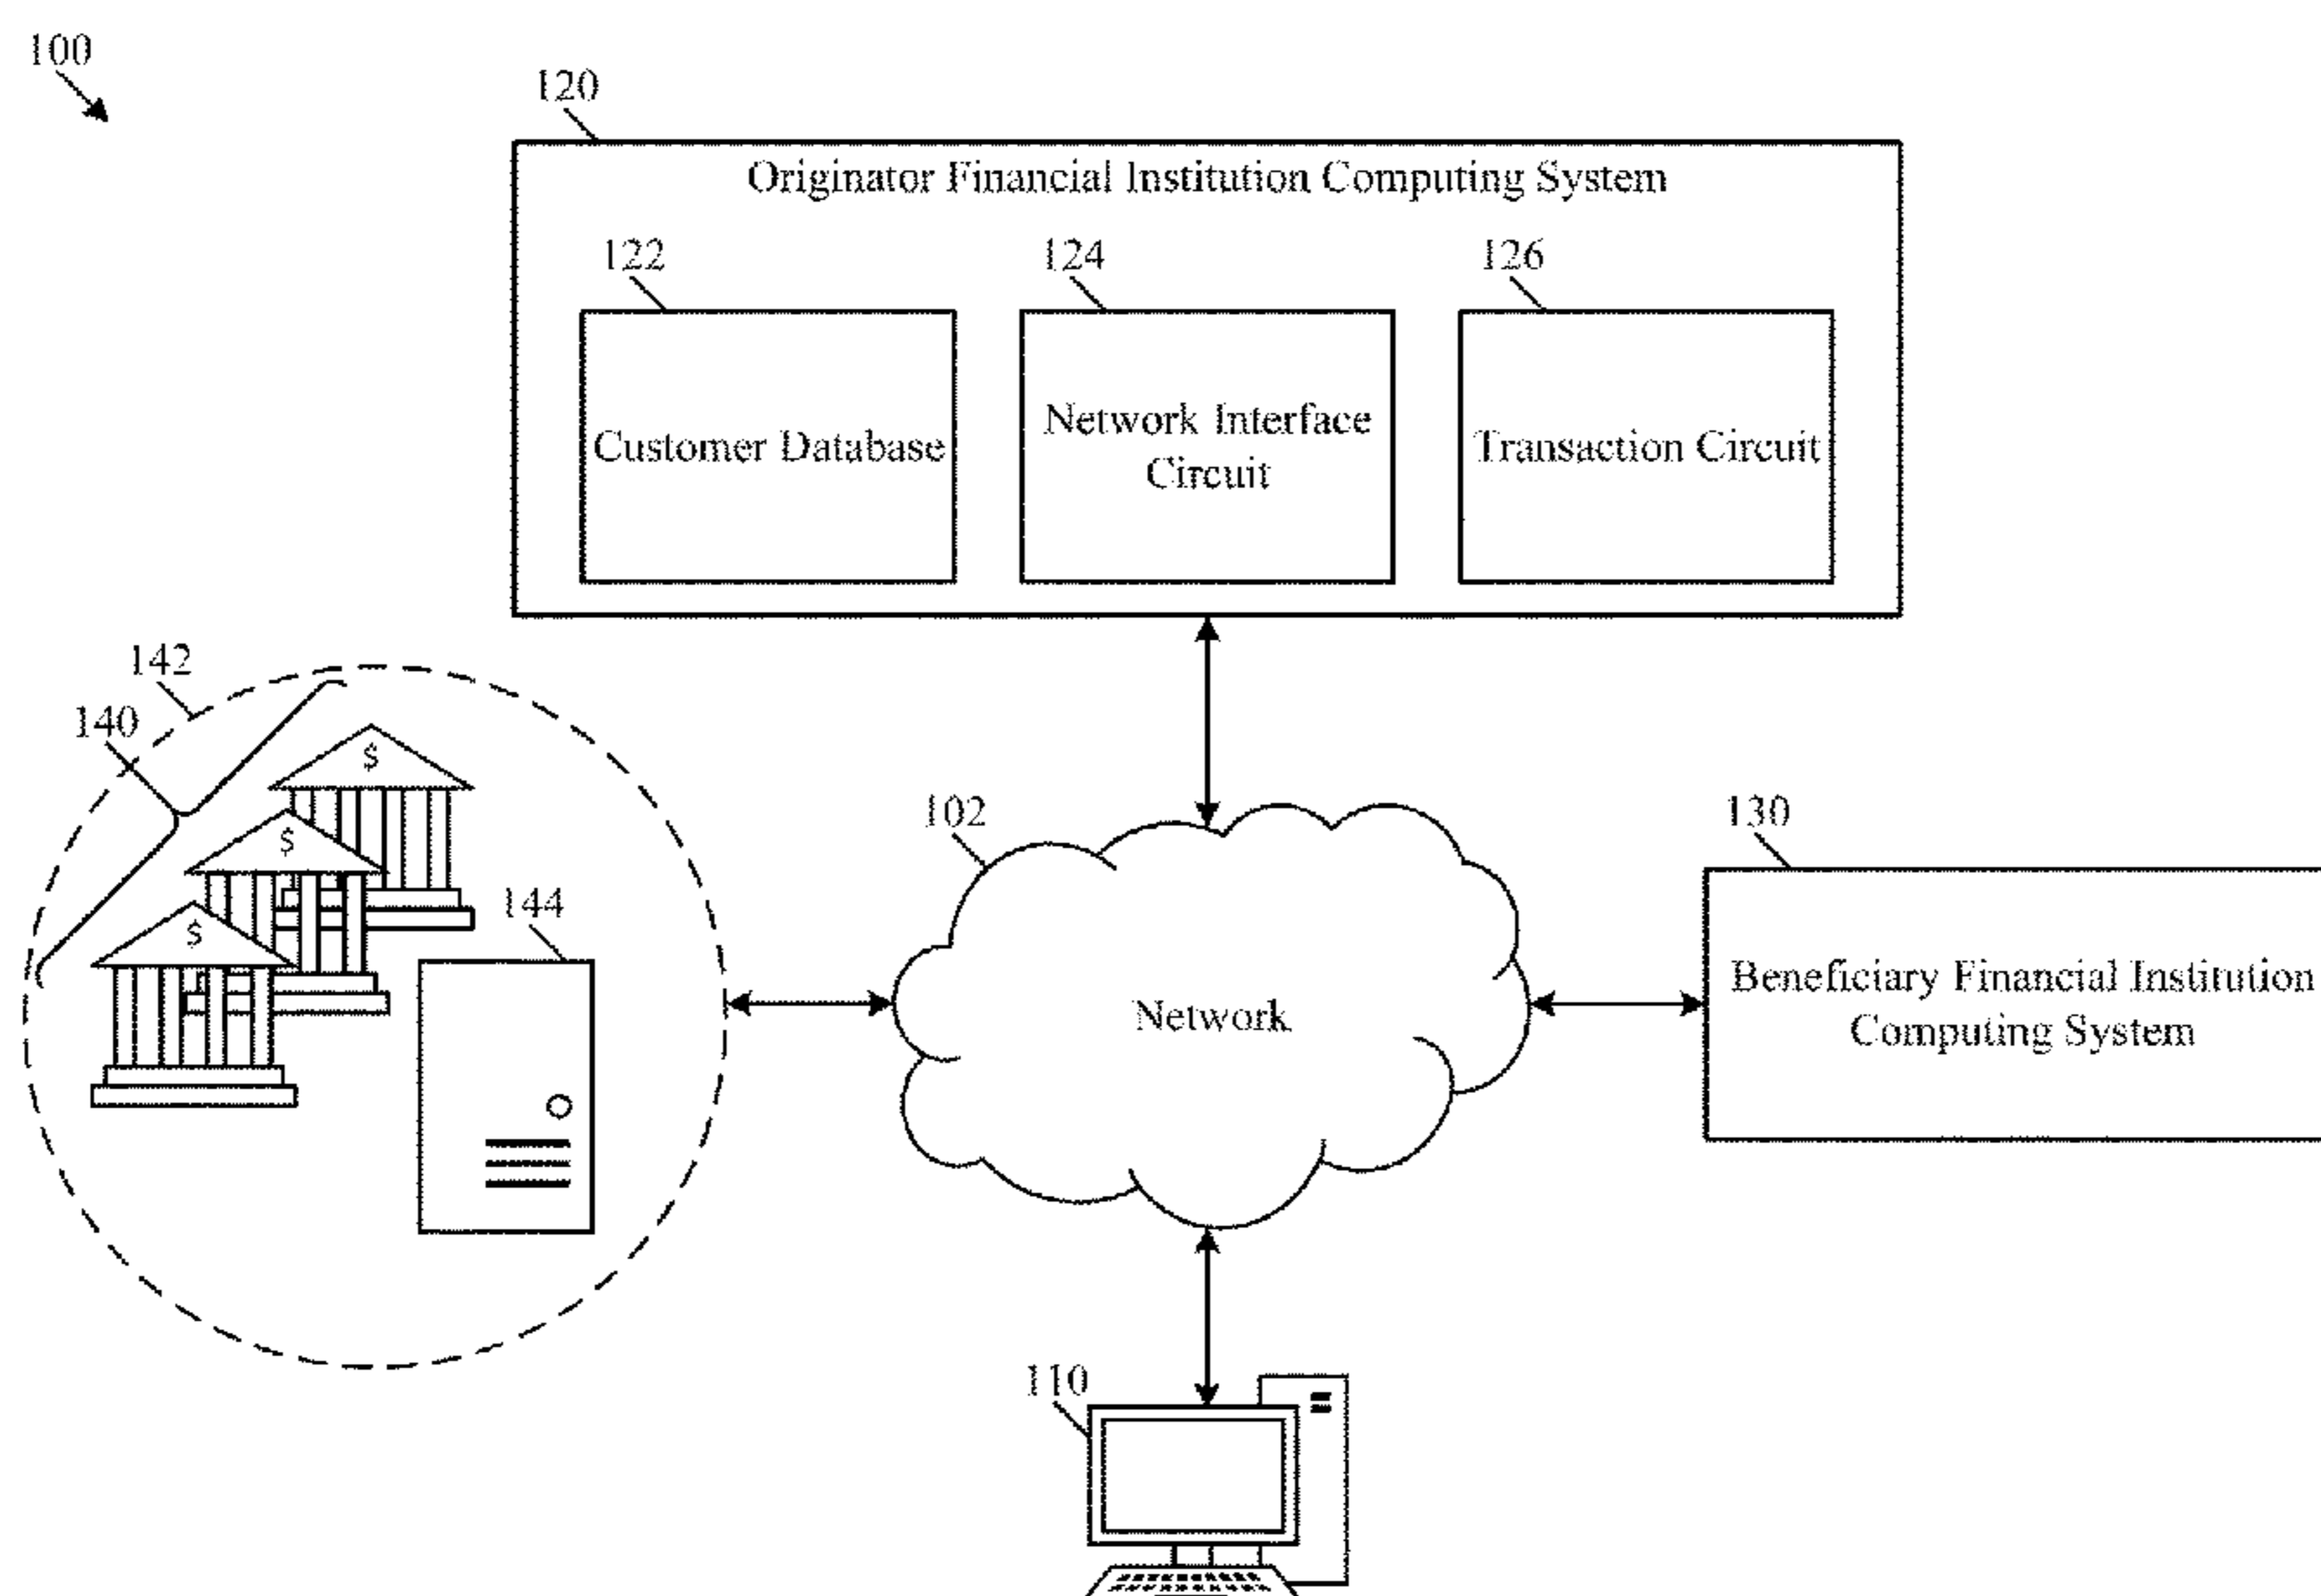 100
120
Originator Financial Institution Computing System
122
124
126
Customer Database
Network Interface
Circuit
Transaction Circuit
142
140
$
$
$
144
102
Network
130
Beneficiary Financial Institution
Computing System
110